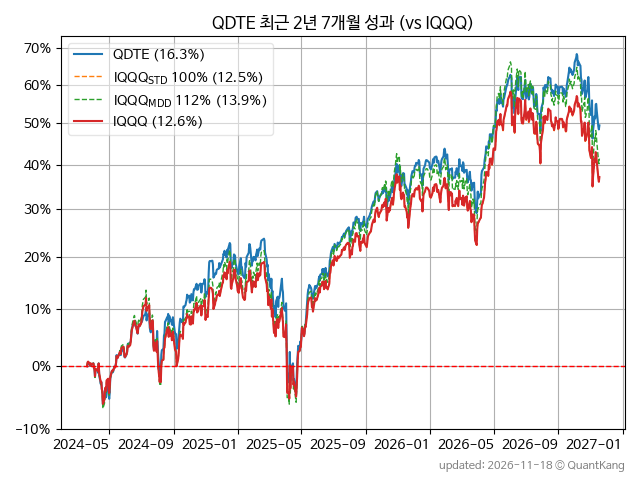 QDTE 최근 2년 7개월 성과 (vs IQQQ)
70%
60%
50%
40%
30%
20%
10%
0%
-10%
QDTE (16.3%)
IQQQSTD 100% (12.5%)
IQQQMDD 112% (13.9%)
IQQQ (12.6%)
2024-05 2024-09 2025-01 2025-05 2025-09 2026-01 2026-05 2026-09 2027-01
updated: 2026-11-18 © QuantKang